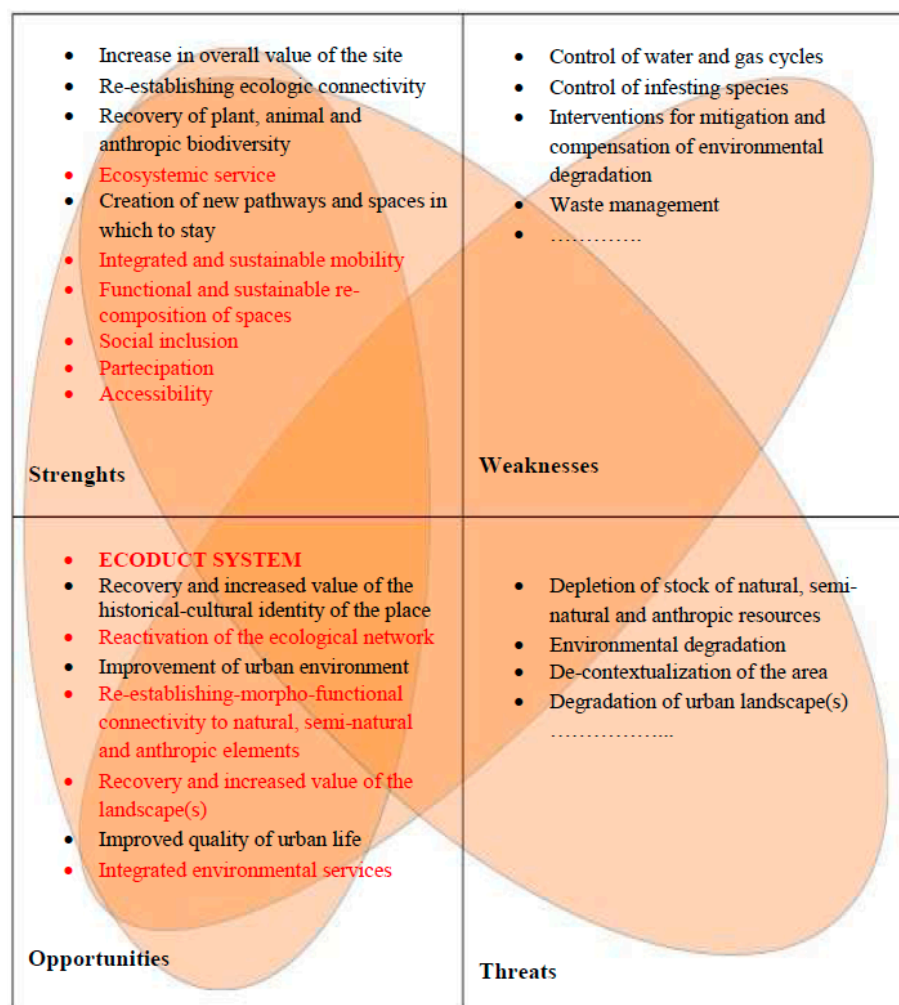 • Increase in overall value of the site
• Re-establishing ecologic connectivity
• Recovery of plant, animal and
anthropic biodiversity
• Ecosystemic service
• Creation of new pathways and spaces in
which to stay
• Integrated and sustainable mobility
• Functional and sustainable re-
composition of spaces
• Social inclusion
• Partecipation
• Accessibility
Strenghts
• Control of water and gas cycles
• Control of infesting species
• Interventions for mitigation and
compensation of environmental
degradation
• Waste management
• ………….
Weaknesses
• ECODUCT SYSTEM
• Recovery and increased value of the
historical-cultural identity of the place
• Reactivation of the ecological network
• Improvement of urban environment
• Re-establishing-morpho-functional
connectivity to natural, semi-natural
and anthropic elements
• Recovery and increased value of the
landscape(s)
• Improved quality of urban life
• Integrated environmental services
Opportunities
• Depletion of stock of natural, semi-
natural and anthropic resources
• Environmental degradation
• De-contextualization of the area
• Degradation of urban landscape(s)
……………...
Threats